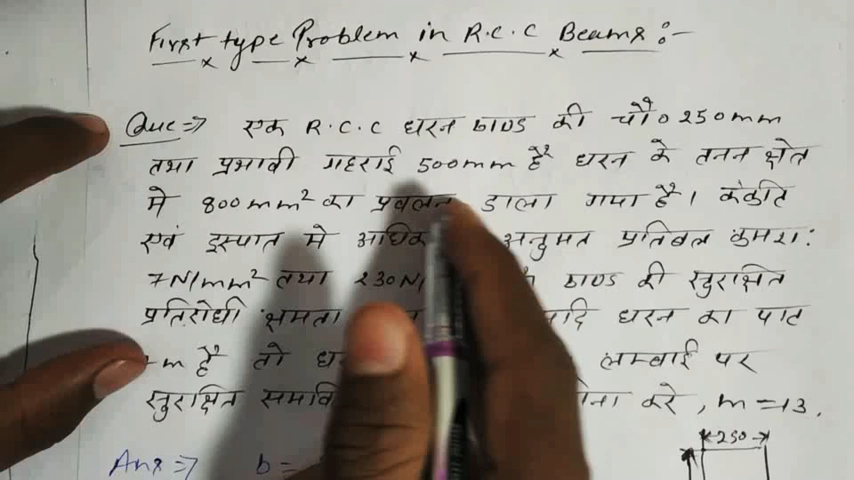 First type Problem in R.C.C Beams:-
Que⇒ एक R.C.C धरन काट की चौ० 250mm
तथा प्रभावी गहराई 500mm है धरन के तनन क्षेत्र
मे 800mm² का प्रबलन डाला गया है। कंक्रीट
एवं इस्पात मे अनुमत प्रतिबल क्रमश:
7N/mm² तथा 230N/ काट की सुरक्षित
प्रतिरोधी क्षमता यदि धरन का पाट
m है तो लम्बाई पर
सुरक्षित करे, m=13.
Ans⇒ b=
250